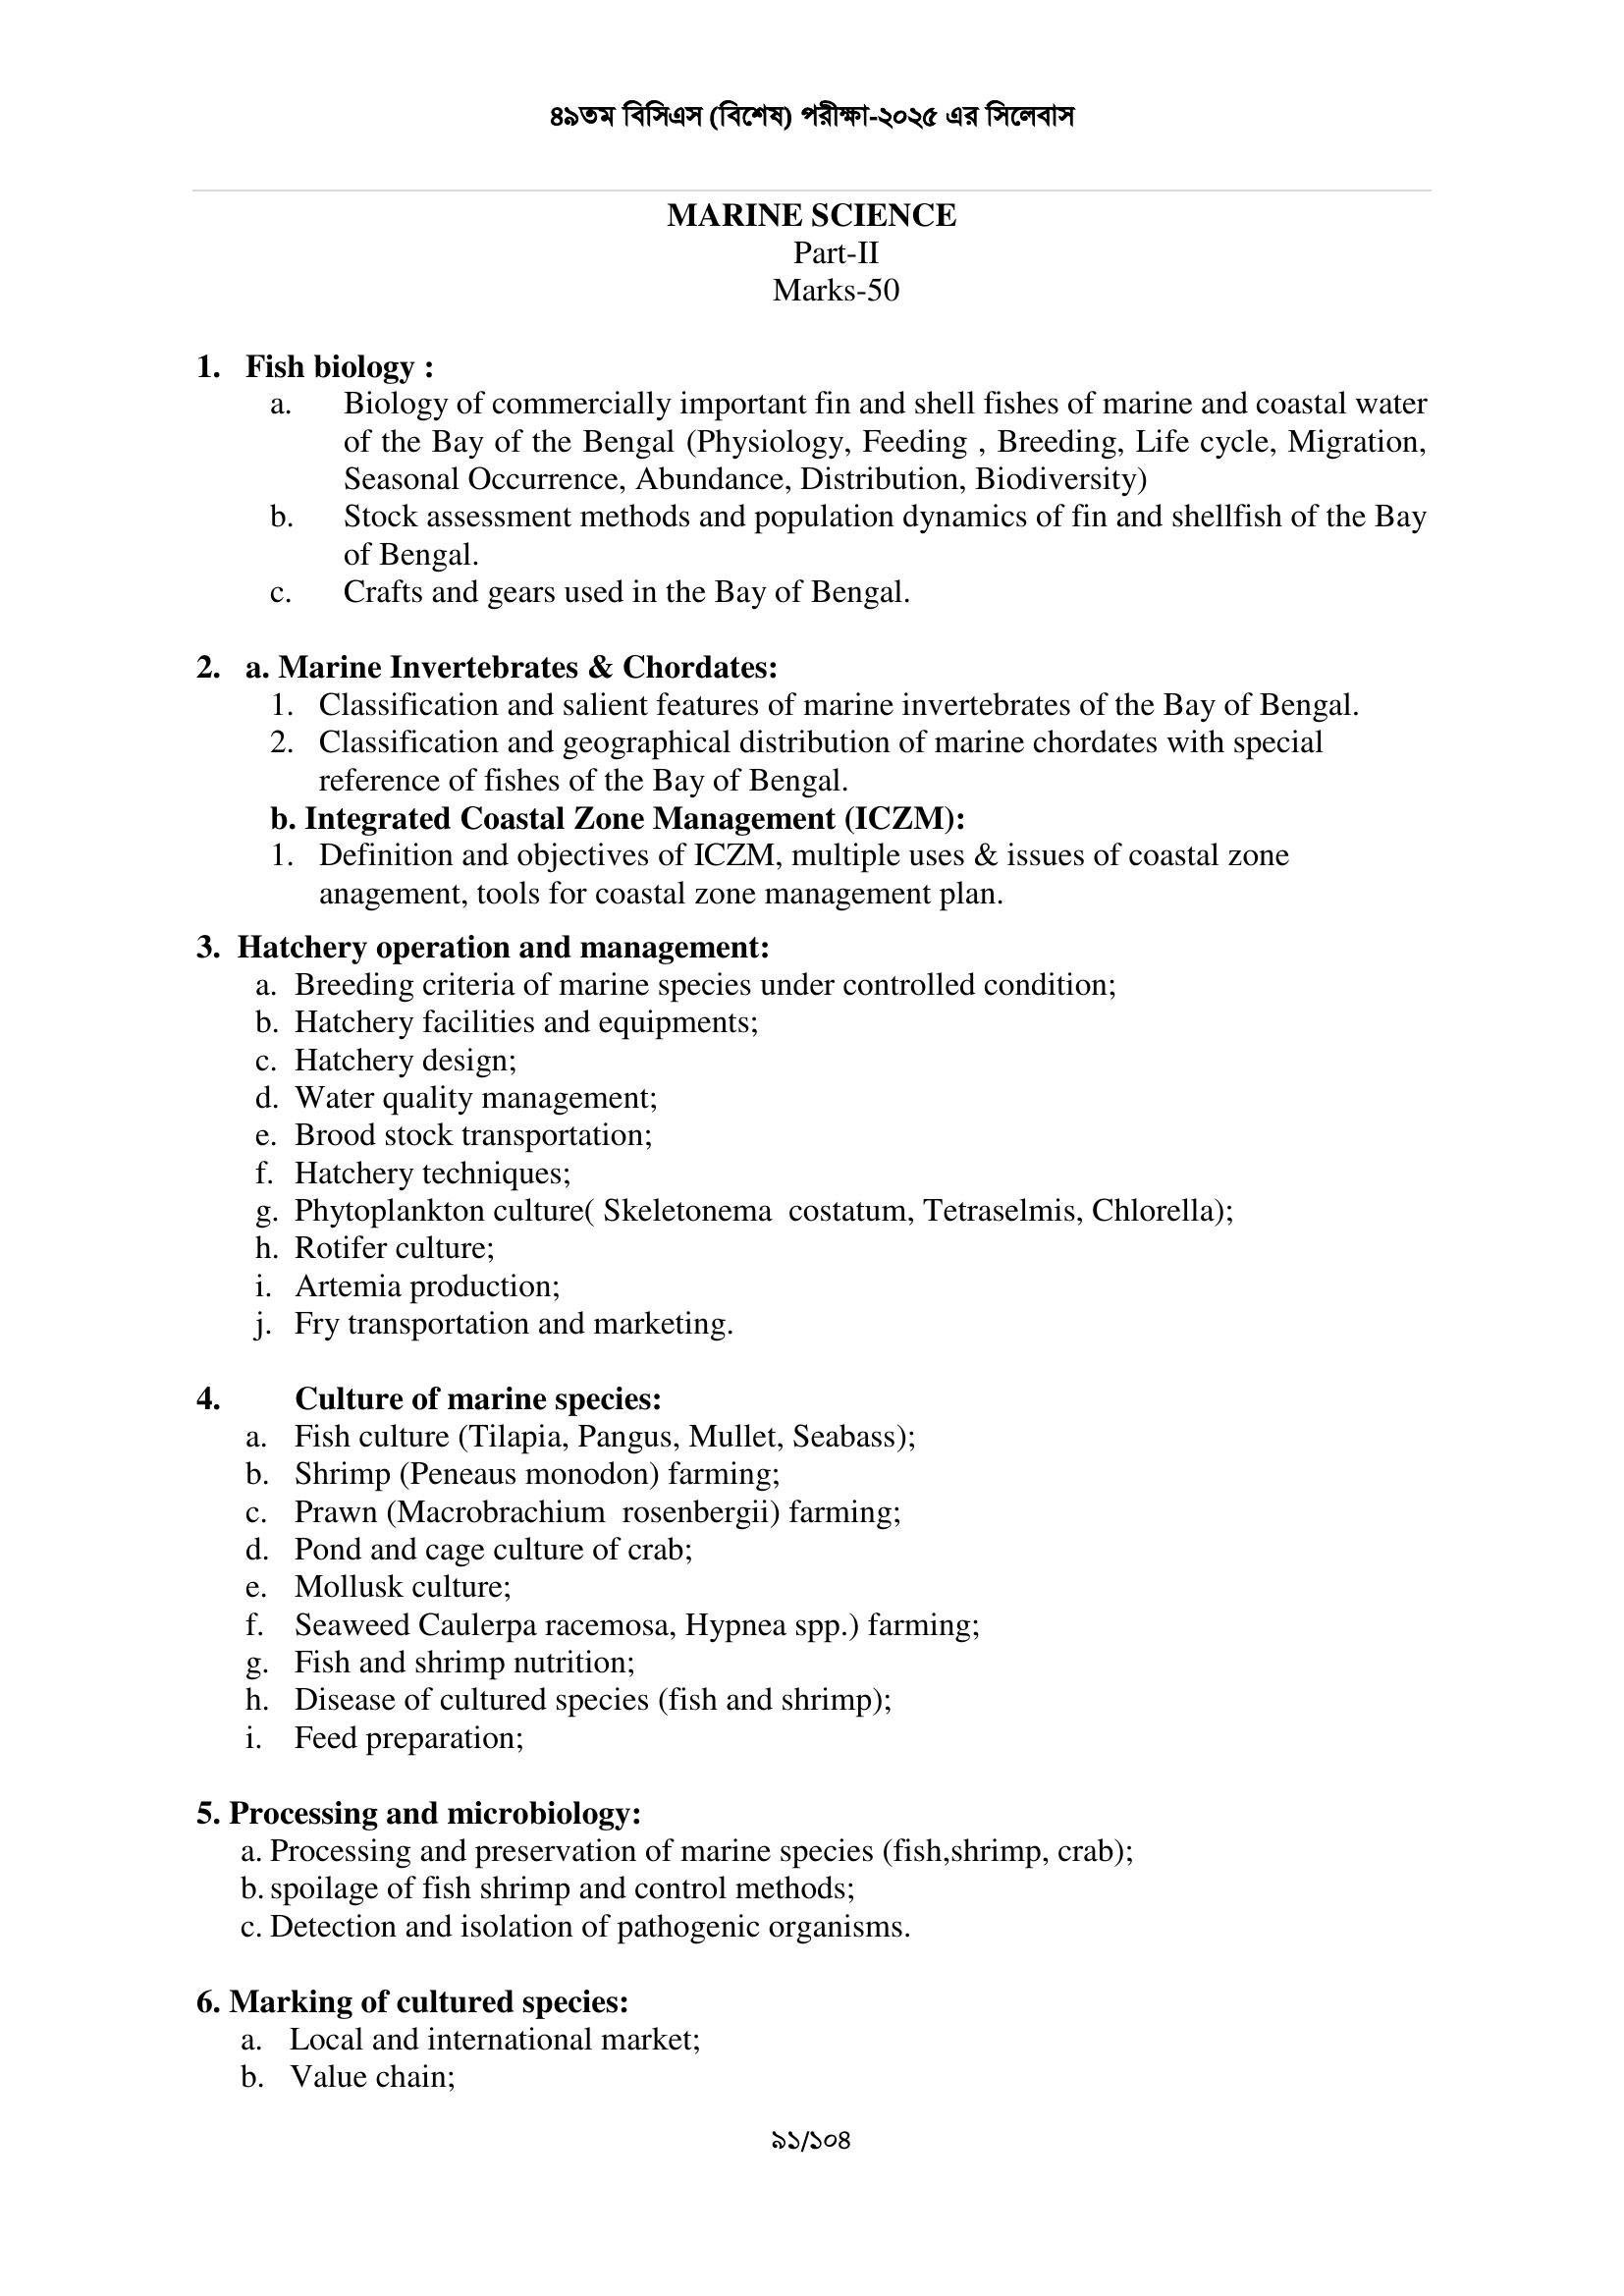 ৪৯তম বিসিএস (বিশেষ) পরীক্ষা-২০২৫ এর সিলেবাস
MARINE SCIENCE
Part-II
Marks-50
1. Fish biology :
a. Biology of commercially important fin and shell fishes of marine and coastal water
of the Bay of the Bengal (Physiology, Feeding , Breeding, Life cycle, Migration,
Seasonal Occurrence, Abundance, Distribution, Biodiversity)
b. Stock assessment methods and population dynamics of fin and shellfish of the Bay
of Bengal.
c. Crafts and gears used in the Bay of Bengal.
2. a. Marine Invertebrates & Chordates:
1. Classification and salient features of marine invertebrates of the Bay of Bengal.
2. Classification and geographical distribution of marine chordates with special
reference of fishes of the Bay of Bengal.
b. Integrated Coastal Zone Management (ICZM):
1. Definition and objectives of ICZM, multiple uses & issues of coastal zone
anagement, tools for coastal zone management plan.
3. Hatchery operation and management:
a. Breeding criteria of marine species under controlled condition;
b. Hatchery facilities and equipments;
c. Hatchery design;
d. Water quality management;
e. Brood stock transportation;
f. Hatchery techniques;
g. Phytoplankton culture( Skeletonema costatum, Tetraselmis, Chlorella);
h. Rotifer culture;
i. Artemia production;
j. Fry transportation and marketing.
4. Culture of marine species:
a. Fish culture (Tilapia, Pangus, Mullet, Seabass);
b. Shrimp (Peneaus monodon) farming;
c. Prawn (Macrobrachium rosenbergii) farming;
d. Pond and cage culture of crab;
e. Mollusk culture;
f. Seaweed Caulerpa racemosa, Hypnea spp.) farming;
g. Fish and shrimp nutrition;
h. Disease of cultured species (fish and shrimp);
i. Feed preparation;
5. Processing and microbiology:
a. Processing and preservation of marine species (fish,shrimp, crab);
b. spoilage of fish shrimp and control methods;
c. Detection and isolation of pathogenic organisms.
6. Marking of cultured species:
a. Local and international market;
b. Value chain;
৯১/১০৪